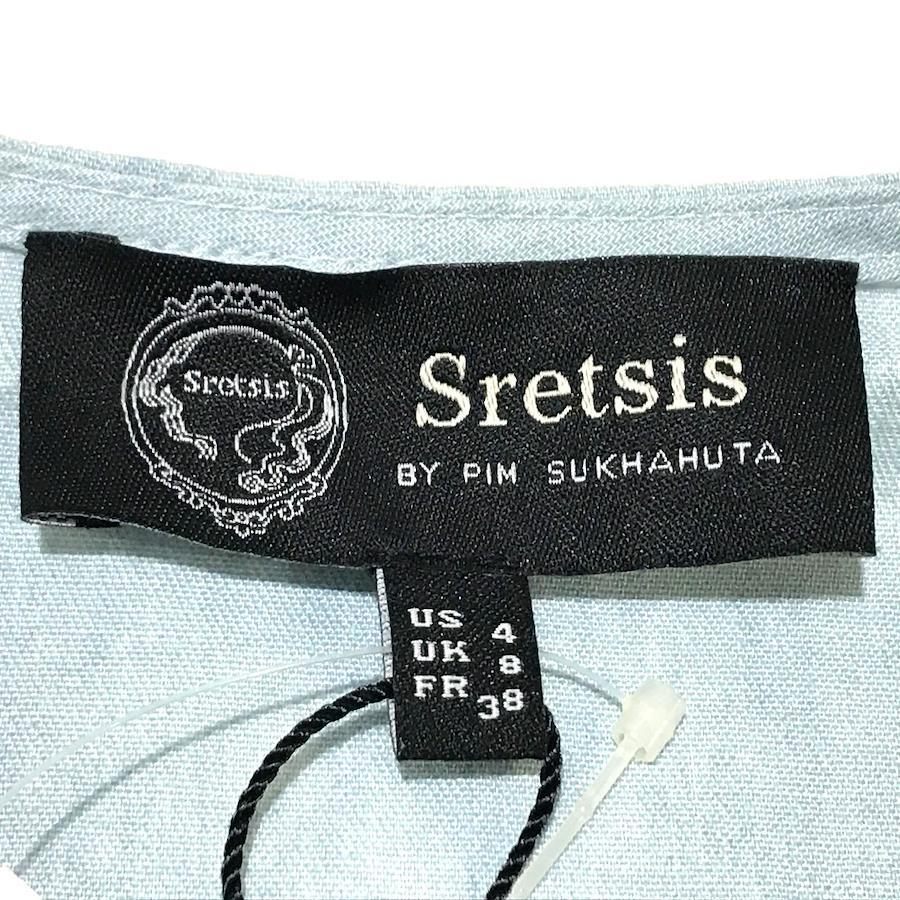 Sretsis
Sretsis
BY PIM SUKHAHUTA
US 4
UK 8
FR 38